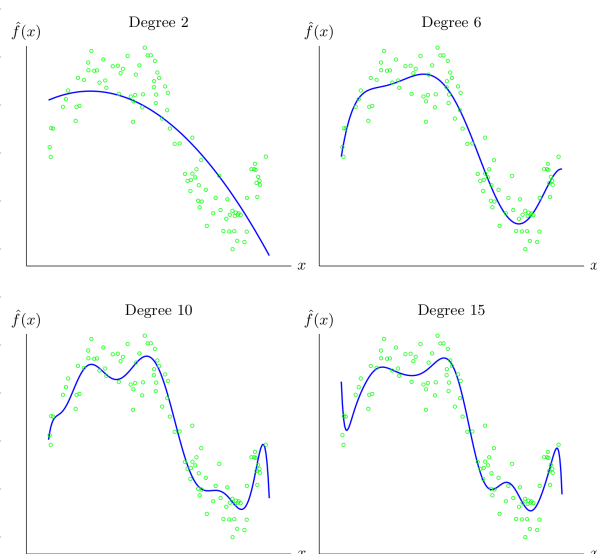 Degree 2
f̂(x)
x
Degree 6
f̂(x)
x
Degree 10
f̂(x)
x
Degree 15
f̂(x)
x